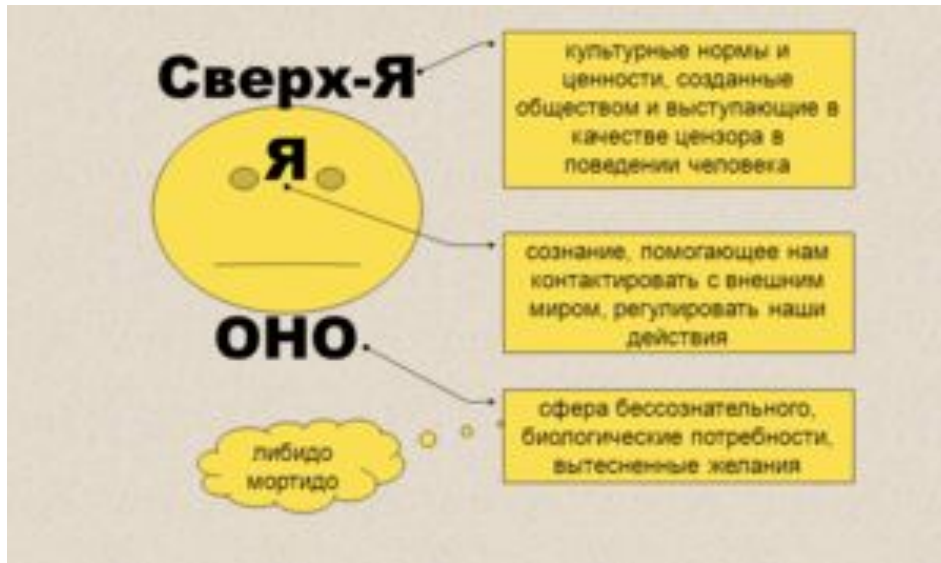 Сверх-Я
культурные нормы и
ценности, созданные
обществом и выступающие в
качестве цензора в
поведении человека
Я
сознание, помогающее нам
контактировать с внешним
миром, регулировать наши
действия
ОНО
сфера бессознательного,
биологические потребности,
вытесненные желания
либидо
мортидо